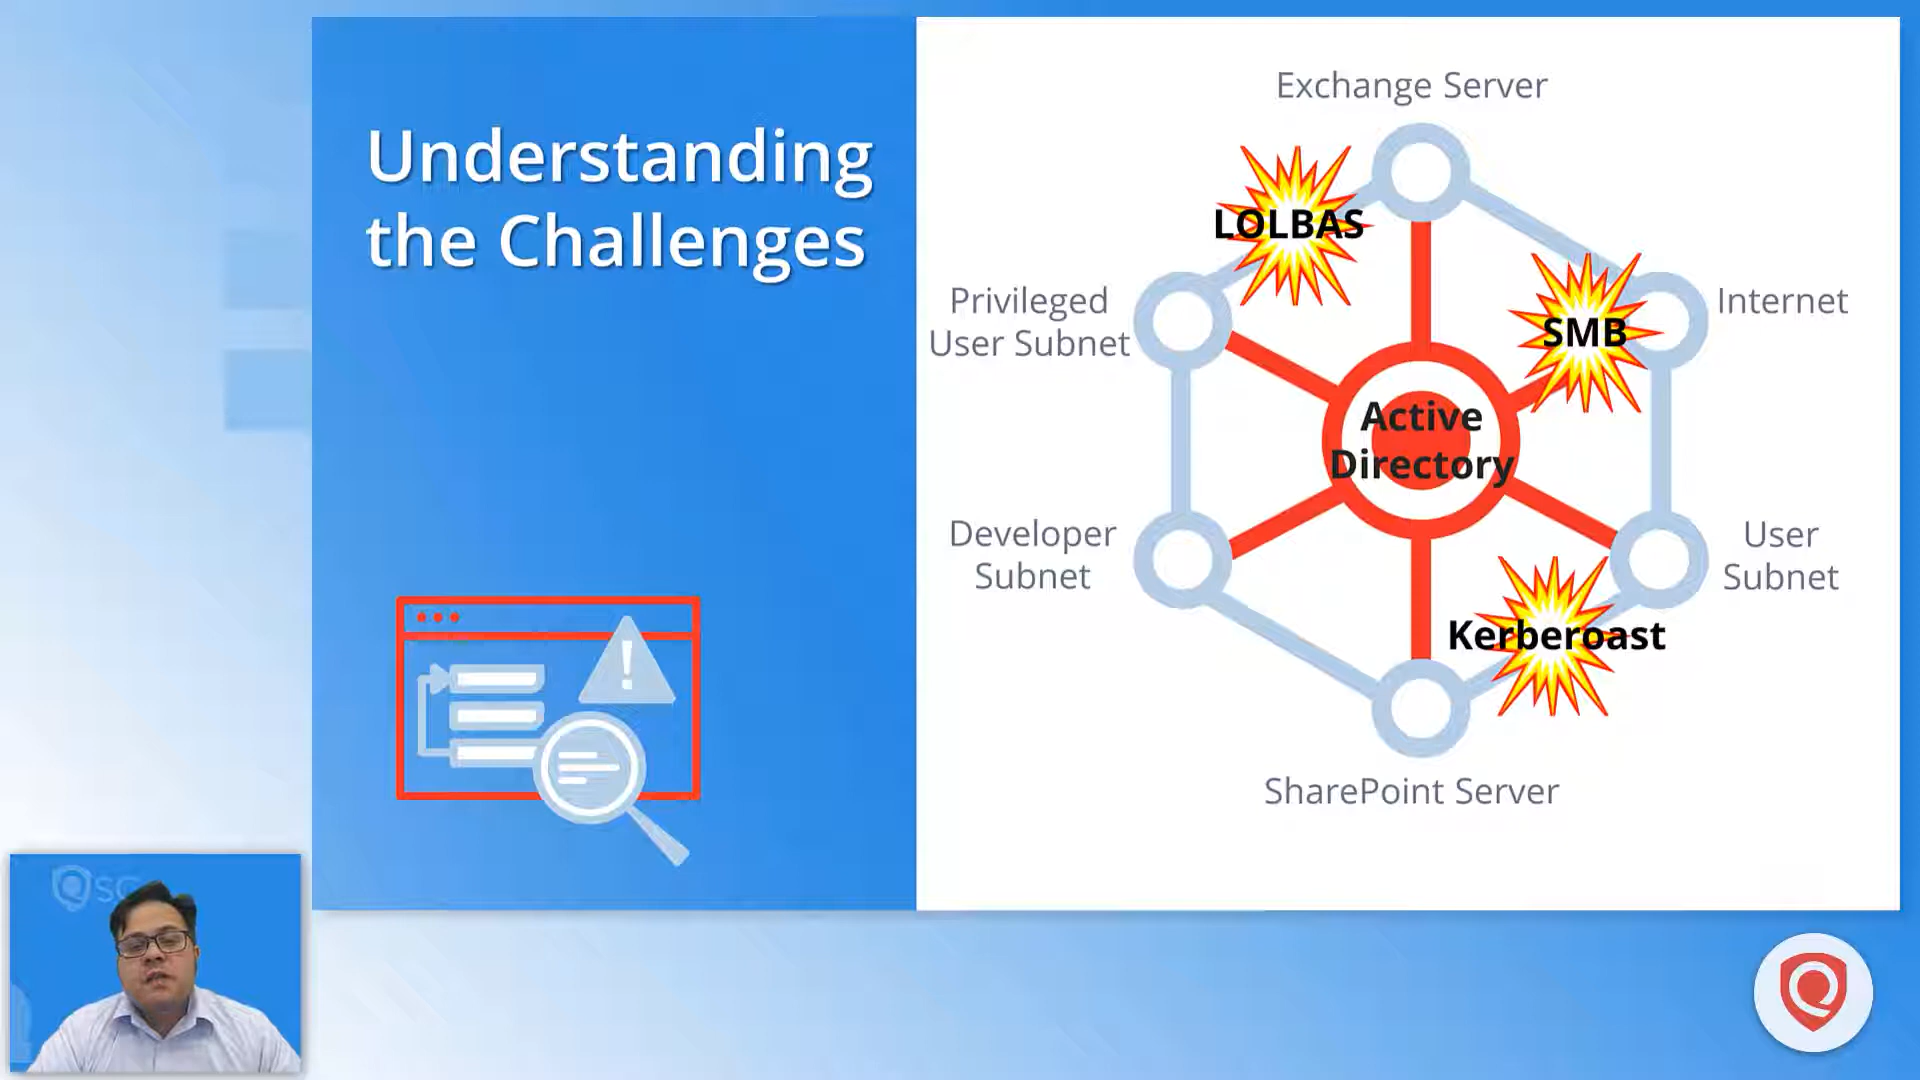 Understanding
the Challenges
Exchange Server
LOLBAS
Privileged
User Subnet
Internet
SMB
Active
Directory
Developer
Subnet
User
Subnet
Kerberoast
SharePoint Server